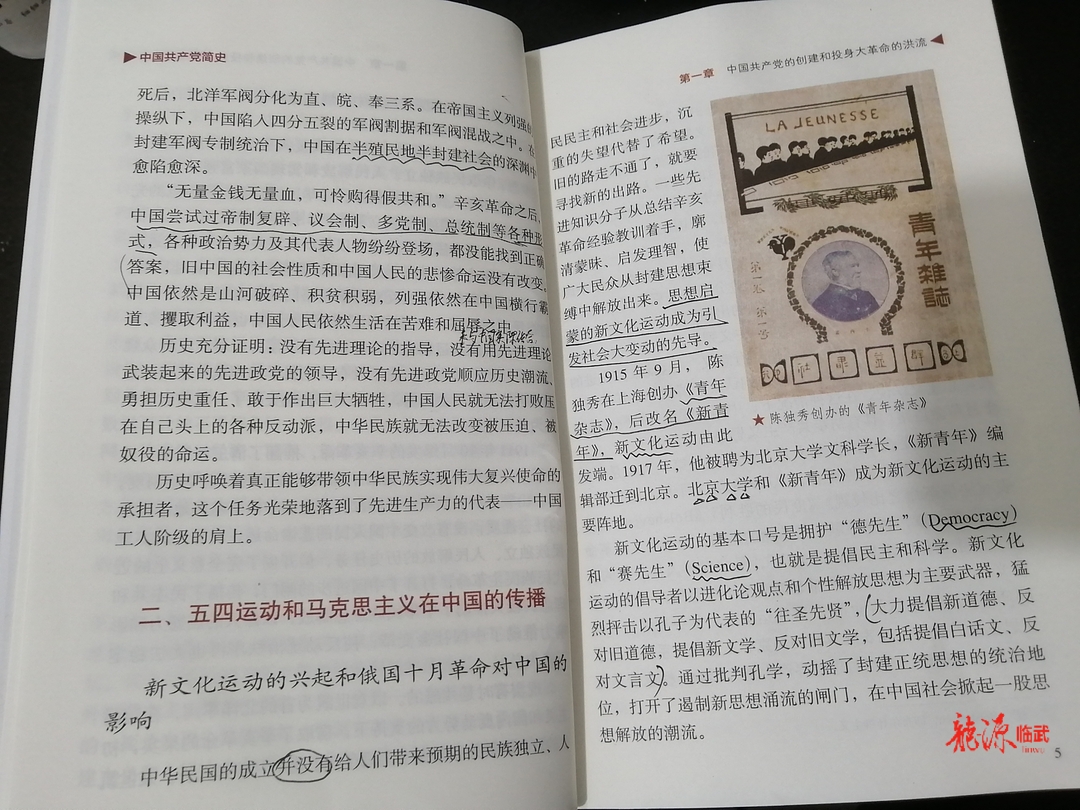 中国共产党简史
死后，北洋军阀分化为直、皖、奉三系。在帝国主义列强的
操纵下，中国陷入四分五裂的军阀割据和军阀混战之中。在
封建军阀专制统治下，中国在半殖民地半封建社会的深渊中
愈陷愈深。
“无量金钱无量血，可怜购得假共和。”辛亥革命之后，
中国尝试过帝制复辟、议会制、多党制、总统制等各种形
式，各种政治势力及其代表人物纷纷登场，都没能找到正确
答案，旧中国的社会性质和中国人民的悲惨命运没有改变。
中国依然是山河破碎、积贫积弱，列强依然在中国横行霸
道、攫取利益，中国人民依然生活在苦难和屈辱之中。
历史充分证明：没有先进理论的指导，没有用先进理论
武装起来的先进政党的领导，没有先进政党顺应历史潮流、
勇担历史重任、敢于作出巨大牺牲，中国人民就无法打败压
在自己头上的各种反动派，中华民族就无法改变被压迫、被
奴役的命运。
历史呼唤着真正能够带领中华民族实现伟大复兴使命的
承担者，这个任务光荣地落到了先进生产力的代表——中国
工人阶级的肩上。
二、五四运动和马克思主义在中国的传播
新文化运动的兴起和俄国十月革命对中国的
影响
中华民国的成立并没有给人们带来预期的民族独立、人
第一章 中国共产党的创建和投身大革命的洪流
民民主和社会进步，沉
重的失望代替了希望。
旧的路走不通了，就要
寻找新的出路。一些先
进知识分子从总结辛亥
革命经验教训着手，廓
清蒙昧、启发理智，使
广大民众从封建思想束
缚中解放出来。思想启
蒙的新文化运动成为引
发社会大变动的先导。
1915 年 9 月，陈
独秀在上海创办《青年
杂志》，后改名《新青
年》，新文化运动由此
发端。1917 年，他被聘为北京大学文科学长，《新青年》编
辑部迁到北京。北京大学和《新青年》成为新文化运动的主
要阵地。
新文化运动的基本口号是拥护“德先生”（Democracy）
和“赛先生”（Science），也就是提倡民主和科学。新文化
运动的倡导者以进化论观点和个性解放思想为主要武器，猛
烈抨击以孔子为代表的“往圣先贤”，大力提倡新道德、反
对旧道德，提倡新文学、反对旧文学，包括提倡白话文、反
对文言文。通过批判孔学，动摇了封建正统思想的统治地
位，打开了遏制新思想涌流的闸门，在中国社会掀起一股思
想解放的潮流。
LA JEUNESSE
青年雜誌
第一卷 第一号
社 羣 益 群
★ 陈独秀创办的《青年杂志》
龍源临武
5